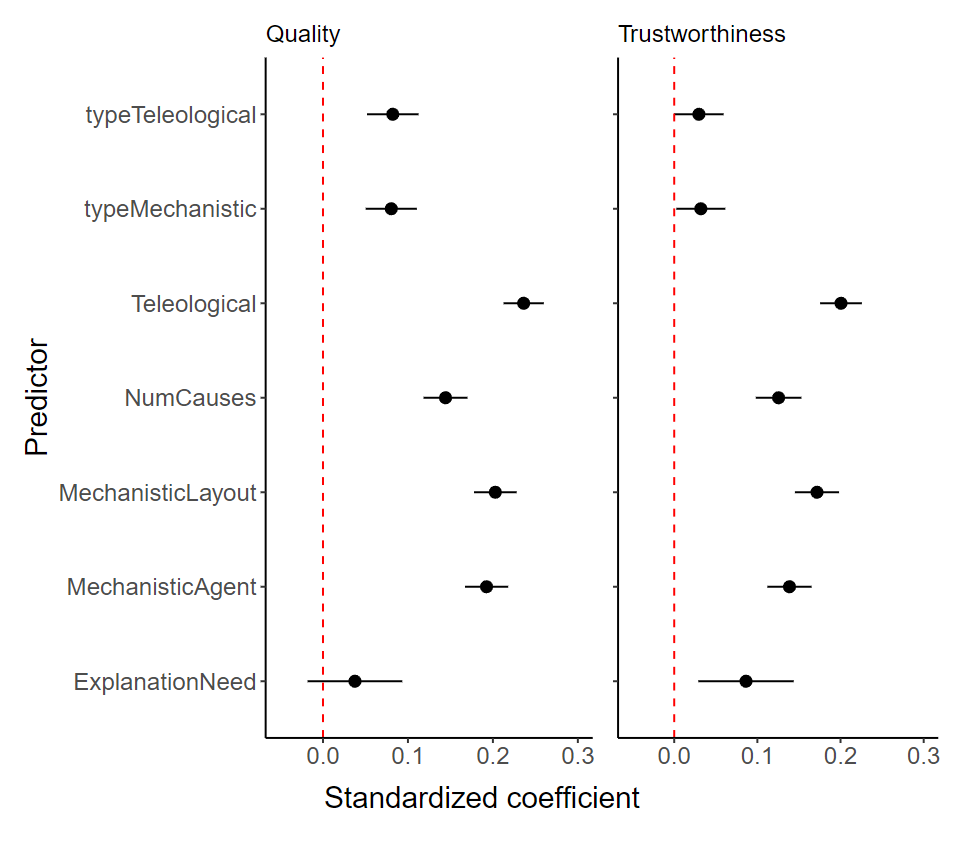 Quality
Trustworthiness
typeTeleological
typeMechanistic
Teleological
NumCauses
MechanisticLayout
MechanisticAgent
ExplanationNeed
Predictor
0.0 0.1 0.2 0.3
0.0 0.1 0.2 0.3
Standardized coefficient